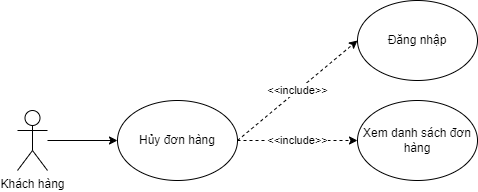 Đăng nhập
<<include>>
Hủy đơn hàng
<<include>>
Xem danh sách đơn
hàng
Khách hàng